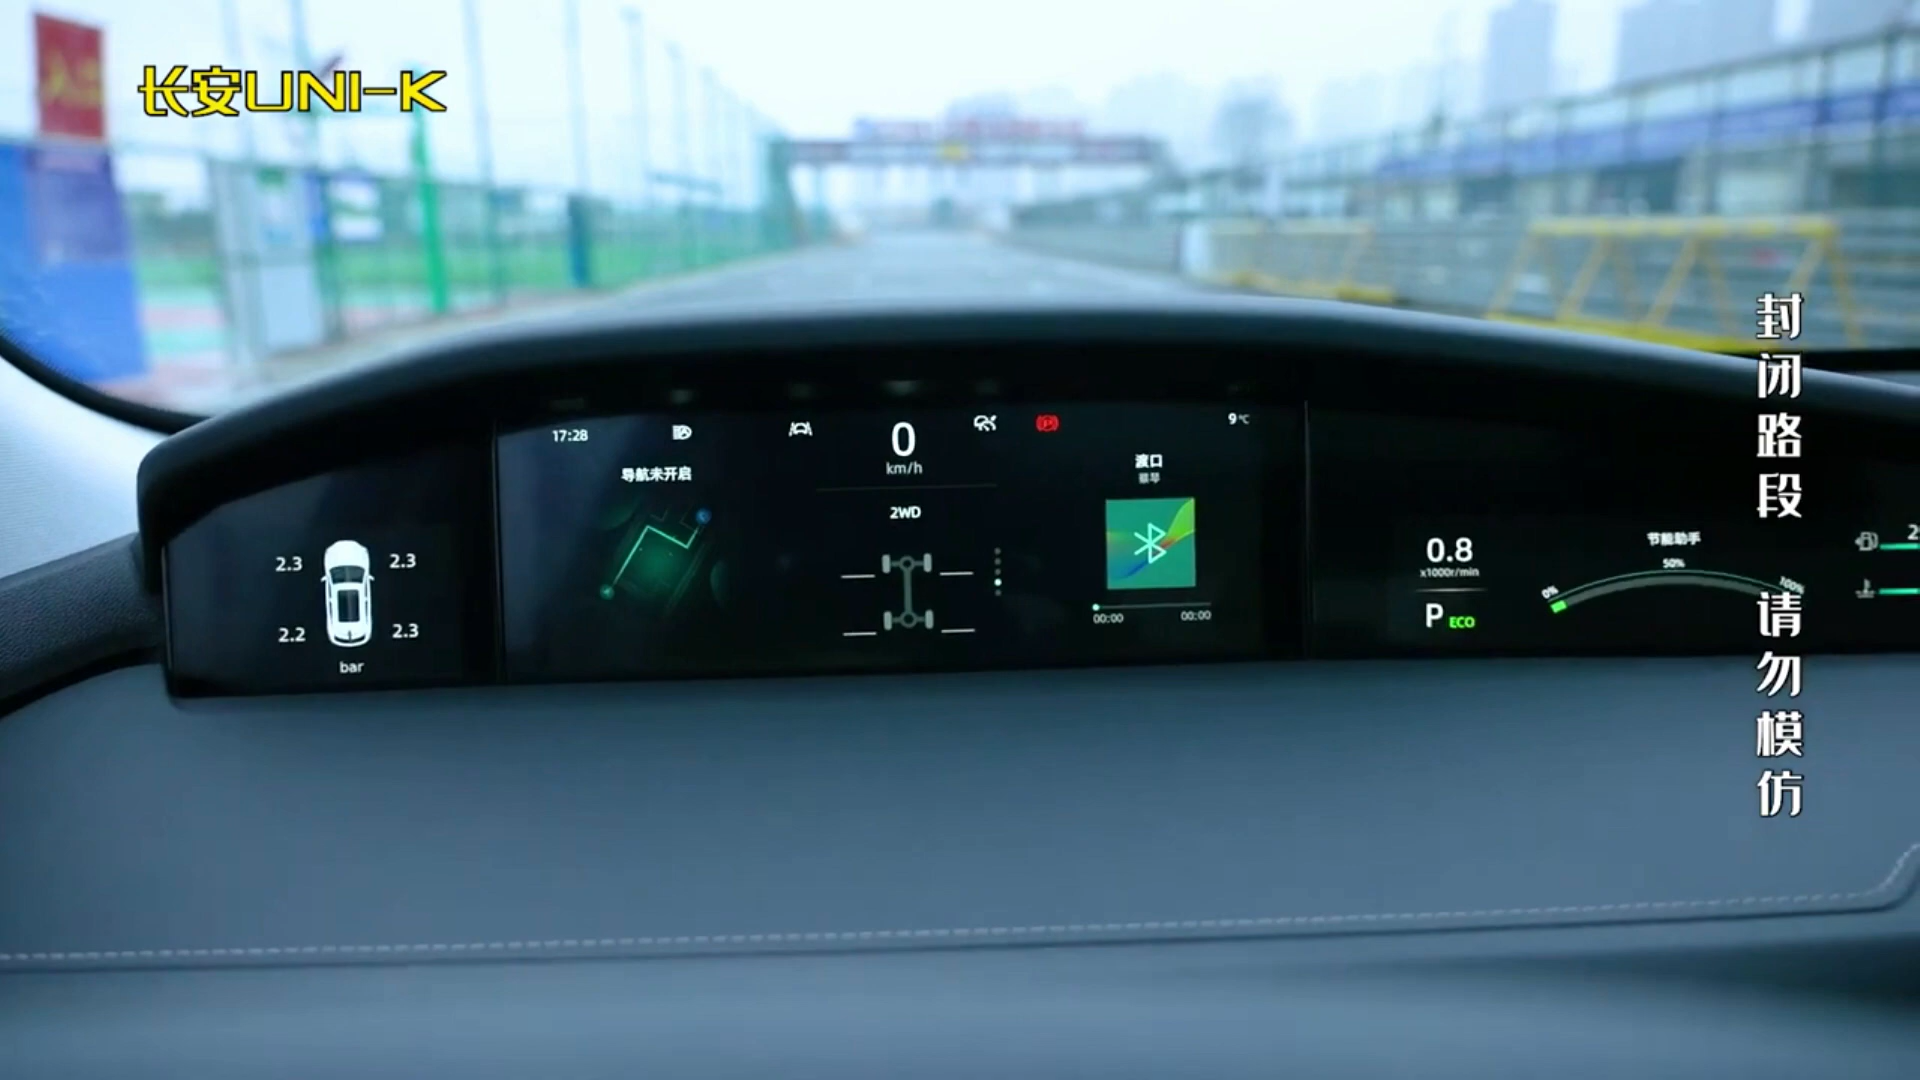 长安UNI-K
17:28
0
km/h
9℃
导航未开启
2WD
渡口
蔡琴
00:00
00:00
2.3
2.3
2.2
2.3
bar
0.8
x1000r/min
P ECO
节能助手
0%
50%
100%
封闭路段 请勿模仿